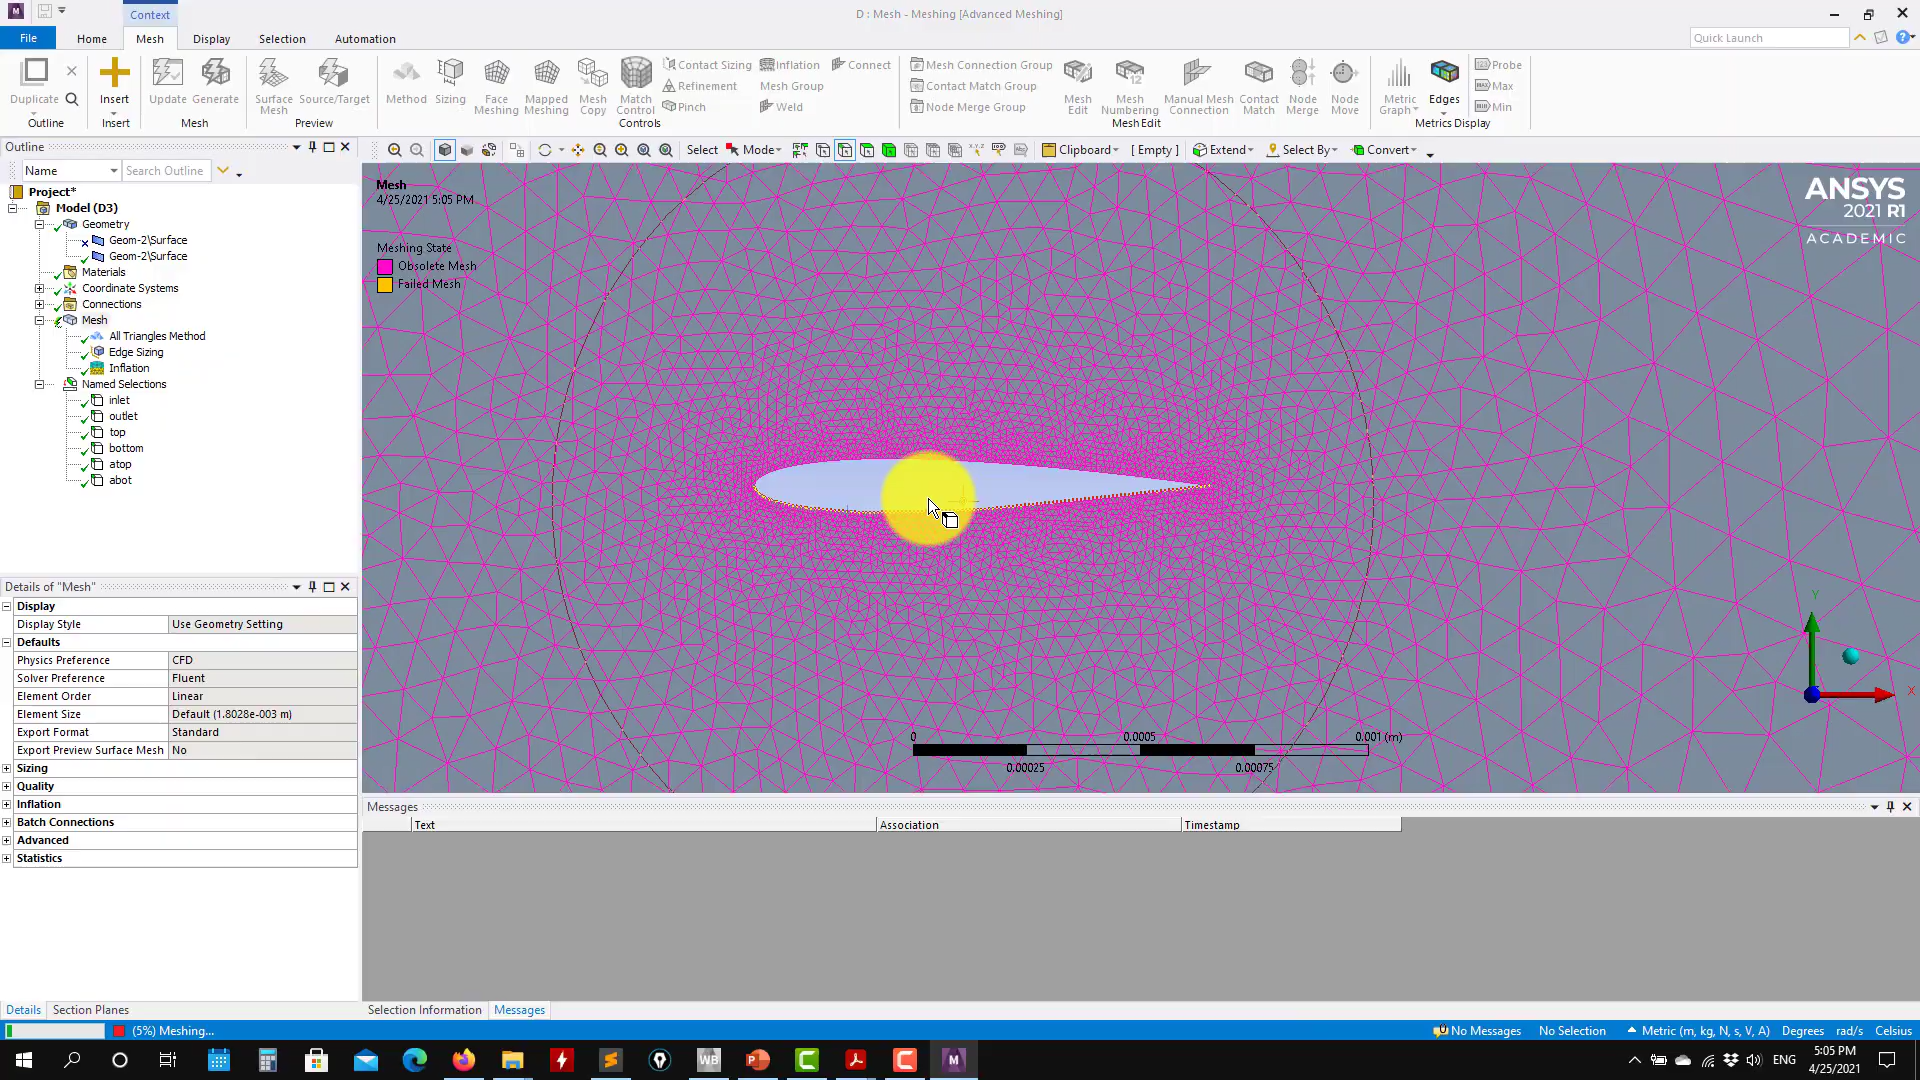 Context
D : Mesh - Meshing [Advanced Meshing]
File
Home
Mesh
Display
Selection
Automation
Quick Launch
Duplicate
Outline
Insert
Insert
Update
Generate
Mesh
Surface Mesh
Source/Target
Preview
Method
Sizing
Face Meshing
Mapped Meshing
Mesh Copy
Match Control
Contact Sizing
Refinement
Pinch
Inflation
Mesh Group
Weld
Connect
Controls
Mesh Connection Group
Contact Match Group
Node Merge Group
Mesh Edit
Mesh Numbering
Manual Mesh Connection
Contact Match
Node Merge
Node Move
Mesh Edit
Metric Graph
Edges
Probe
Max
Min
Metrics Display
Outline
Select
Mode
Clipboard
[ Empty ]
Extend
Select By
Convert
Name
Search Outline
Project*
Model (D3)
Geometry
Geom-2\Surface
Geom-2\Surface
Materials
Coordinate Systems
Connections
Mesh
All Triangles Method
Edge Sizing
Inflation
Named Selections
inlet
outlet
top
bottom
atop
abot
Mesh
4/25/2021 5:05 PM
Meshing State
Obsolete Mesh
Failed Mesh
ANSYS
2021 R1
ACADEMIC
Y
X
0
0.0005
0.001 (m)
0.00025
0.00075
Details of "Mesh"
Display
Display Style Use Geometry Setting
Defaults
Physics Preference CFD
Solver Preference Fluent
Element Order Linear
Element Size Default (1.8028e-003 m)
Export Format Standard
Export Preview Surface Mesh No
Sizing
Quality
Inflation
Batch Connections
Advanced
Statistics
Messages
Text Association Timestamp
Details
Section Planes
Selection Information
Messages
(5%) Meshing...
No Messages
No Selection
Metric (m, kg, N, s, V, A)
Degrees
rad/s
Celsius
WB
M
ENG
5:05 PM
4/25/2021